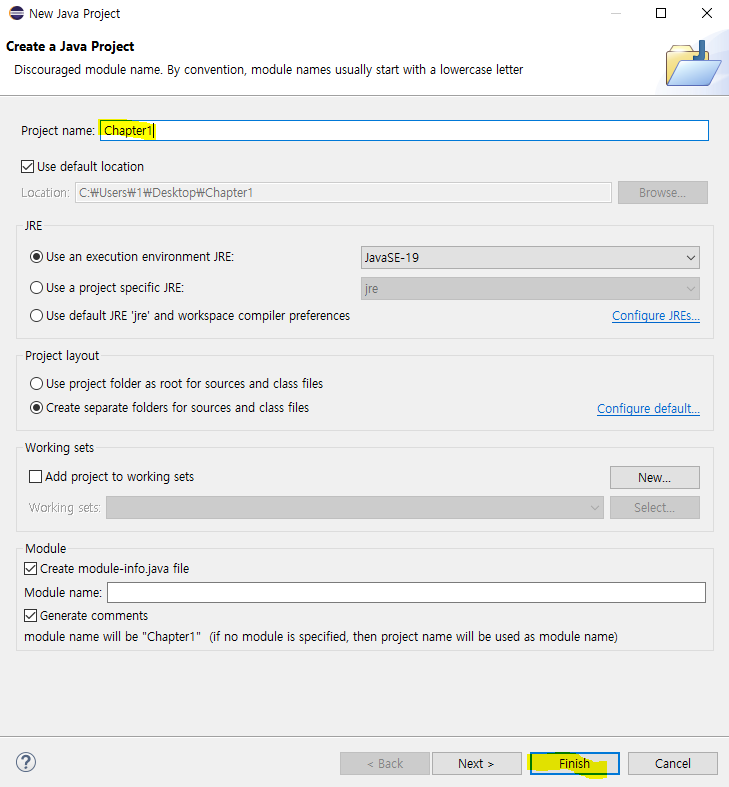 New Java Project
Create a Java Project
Discouraged module name. By convention, module names usually start with a lowercase letter
Project name: Chapter1
Use default location
Location: C:₩Users₩1₩Desktop₩Chapter1 Browse...
JRE
Use an execution environment JRE: JavaSE-19
Use a project specific JRE: jre
Use default JRE 'jre' and workspace compiler preferences Configure JREs...
Project layout
Use project folder as root for sources and class files
Create separate folders for sources and class files Configure default...
Working sets
Add project to working sets New...
Working sets: Select...
Module
Create module-info.java file
Module name:
Generate comments
module name will be "Chapter1" (if no module is specified, then project name will be used as module name)
? < Back Next > Finish Cancel